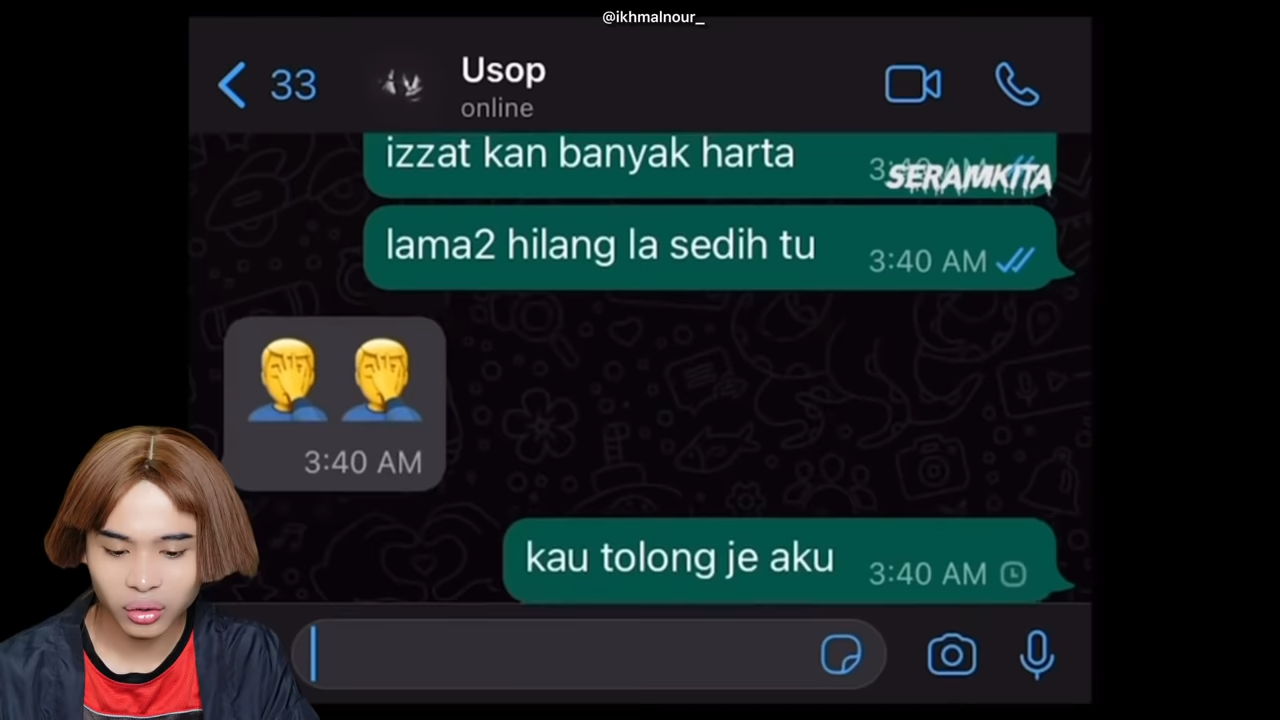 @ikhmalnour_
33
Usop
online
izzat kan banyak harta
SERAMKITA
lama2 hilang la sedih tu 3:40 AM
3:40 AM
kau tolong je aku 3:40 AM